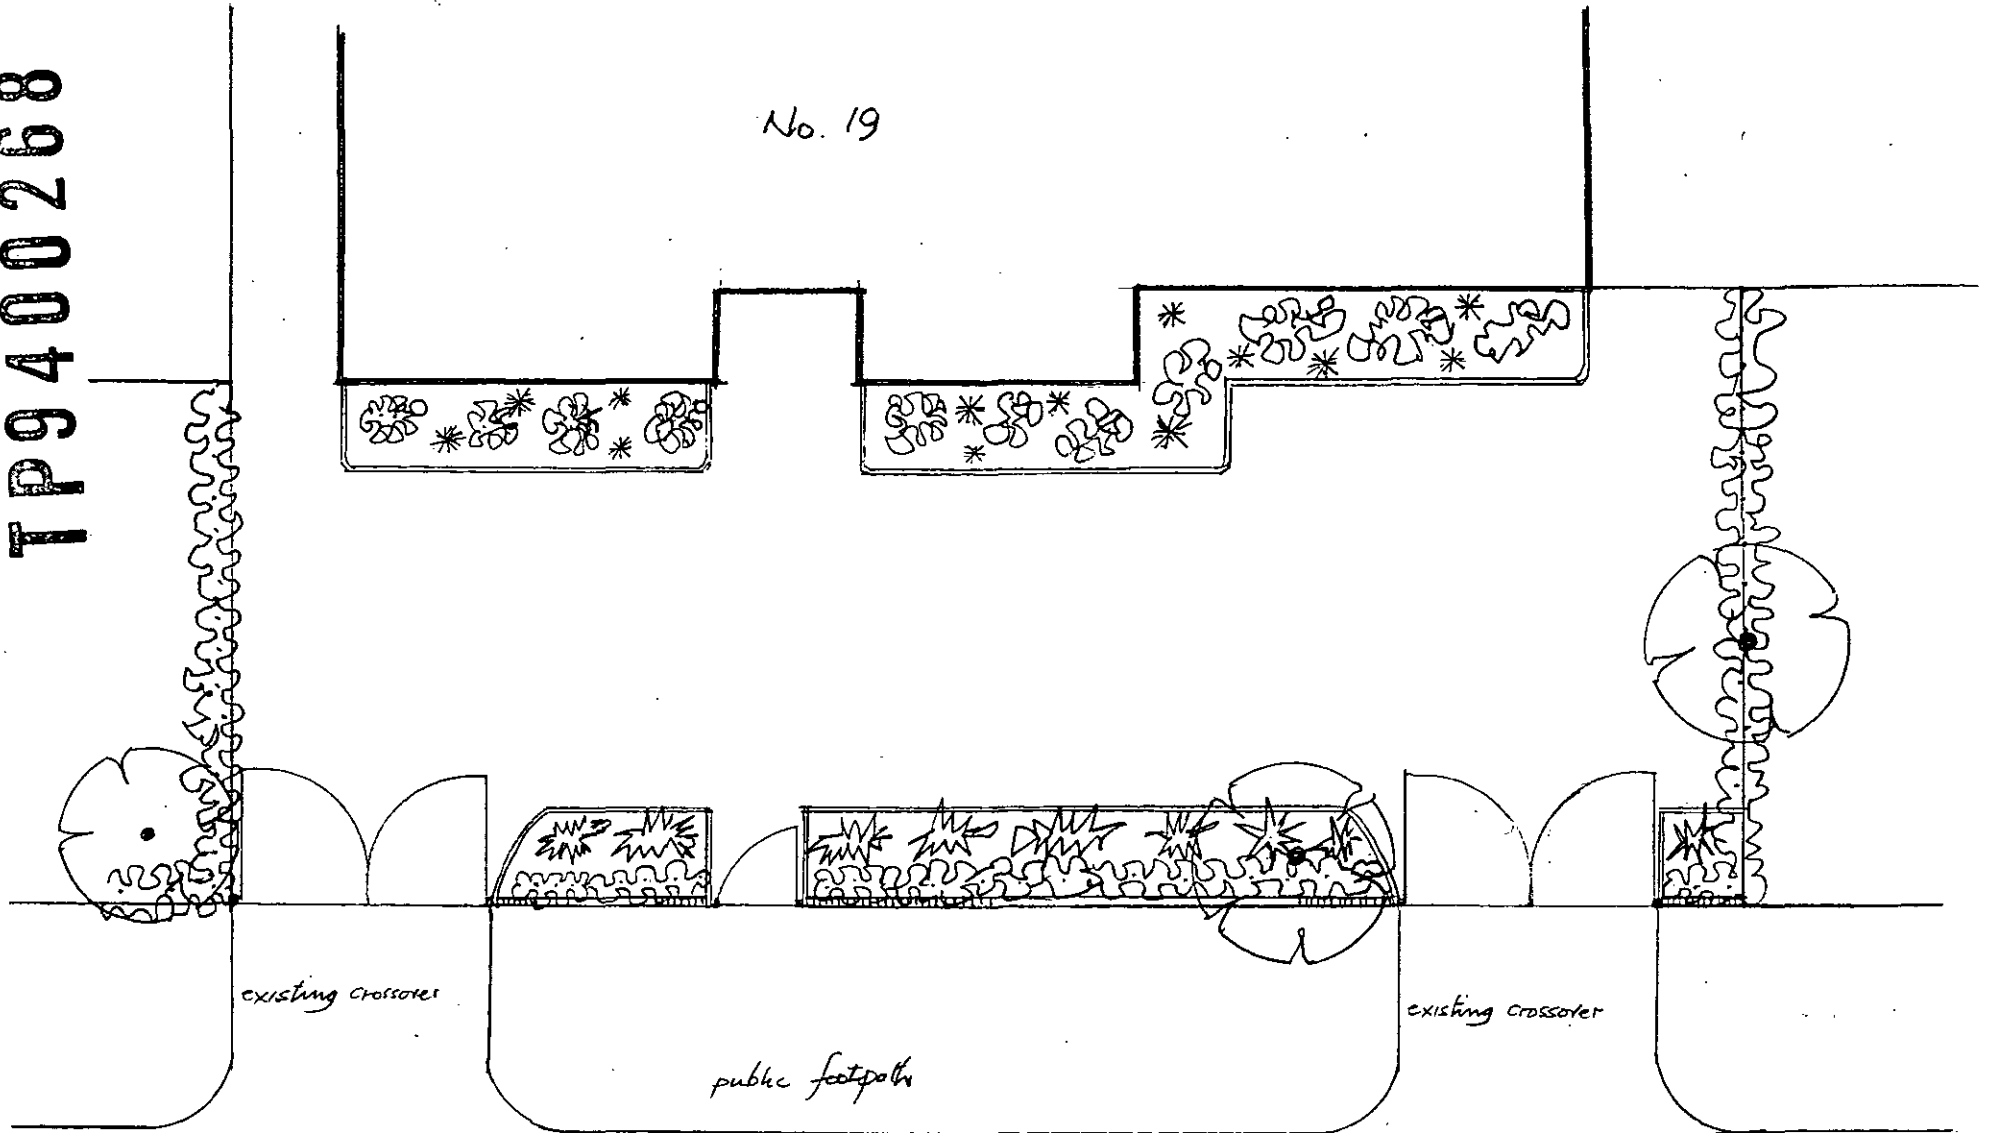 TP9400268
No. 19
existing crossover
existing crossover
public footpath